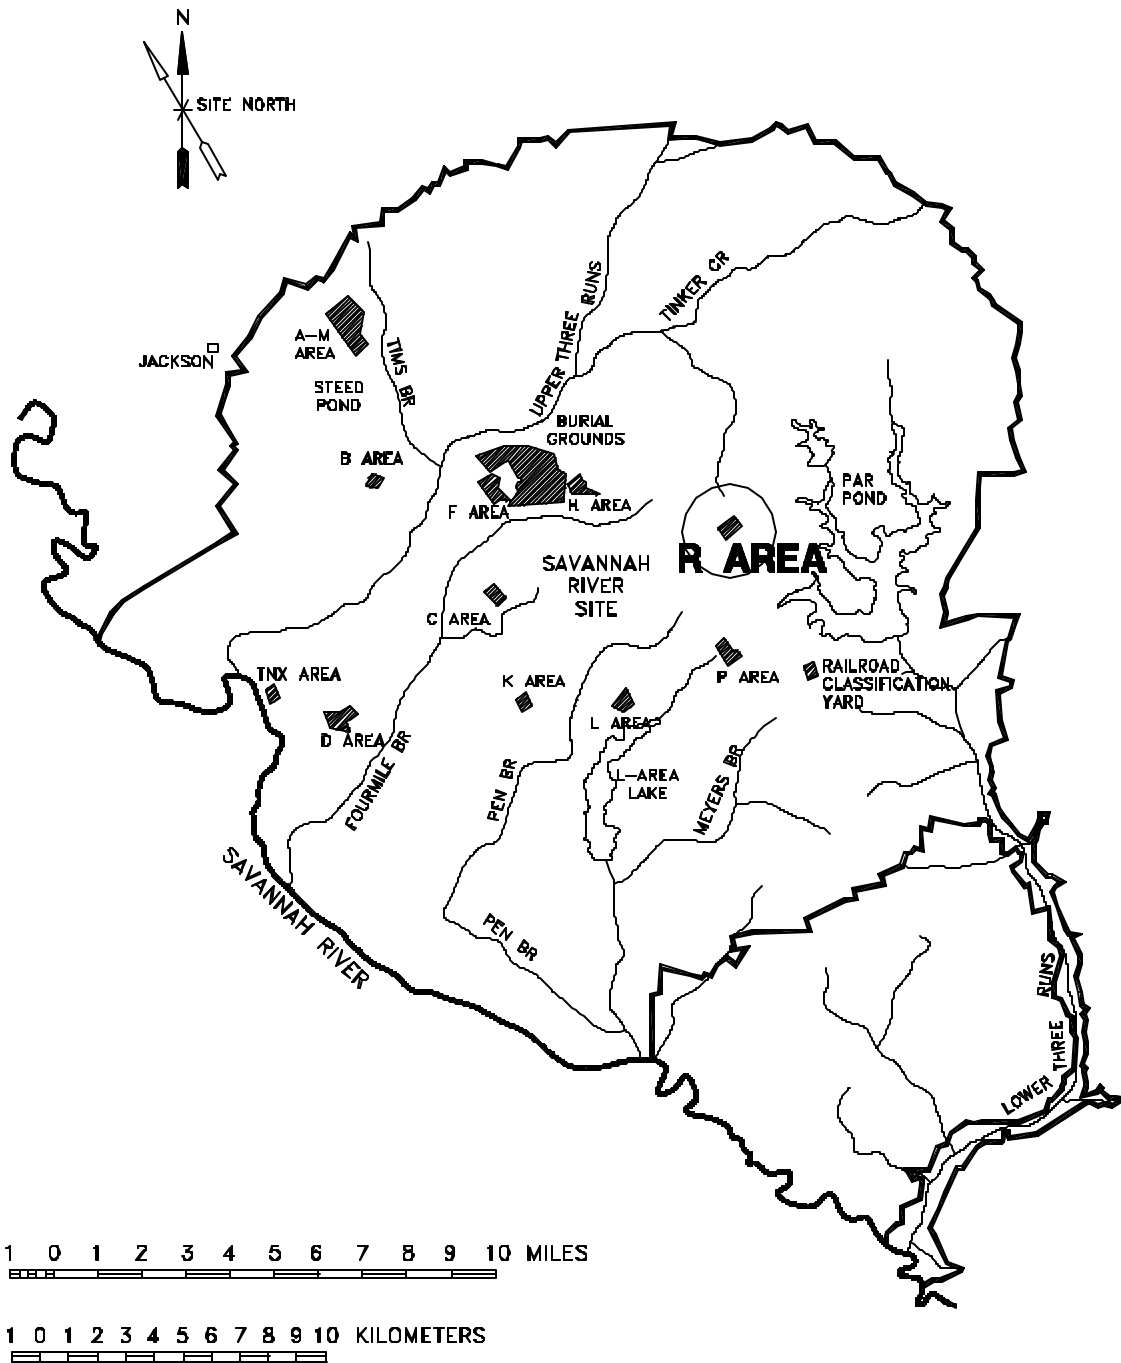 N
SITE NORTH
UPPER THREE RUNS
TINKER CR
A-M
AREA
JACKSON
TIMS BR
STEED
POND
BURIAL
GROUNDS
B AREA
F AREA
H AREA
PAR
POND
R AREA
SAVANNAH
RIVER
SITE
C AREA
TNX AREA
K AREA
P AREA
RAILROAD
CLASSIFICATION
YARD
D AREA
L AREA
FOURMILE BR
PEN BR
L-AREA
LAKE
MEYERS BR
SAVANNAH RIVER
PEN BR
LOWER THREE RUNS
1 0 1 2 3 4 5 6 7 8 9 10 MILES
1 0 1 2 3 4 5 6 7 8 9 10 KILOMETERS